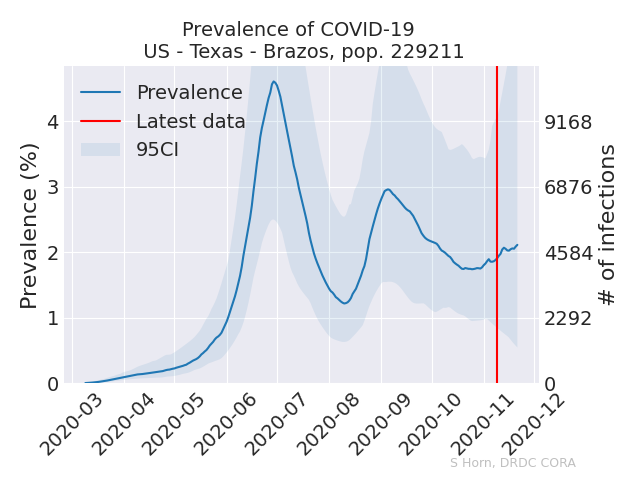 Prevalence of COVID-19
US - Texas - Brazos, pop. 229211
Prevalence
Latest data
95CI
Prevalence (%)
4
3
2
1
0
9168
6876
4584
2292
0
# of infections
2020-03
2020-04
2020-05
2020-06
2020-07
2020-08
2020-09
2020-10
2020-11
2020-12
S Horn, DRDC CORA